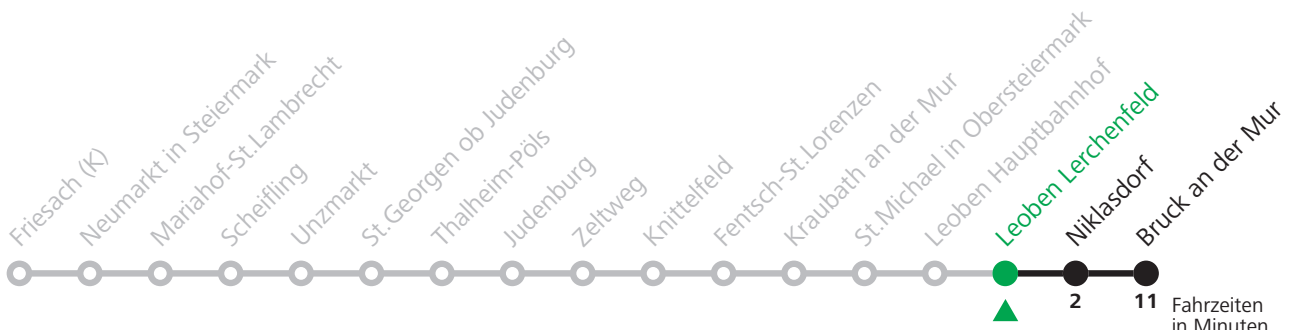 Friesach (K)
Neumarkt in Steiermark
Mariahof-St.Lambrecht
Scheifling
Unzmarkt
St.Georgen ob Judenburg
Thalheim-Pöls
Judenburg
Zeltweg
Knittelfeld
Fentsch-St.Lorenzen
Kraubath an der Mur
St.Michael in Obersteiermark
Leoben Hauptbahnhof
Leoben Lerchenfeld
Niklasdorf
Bruck an der Mur
2
11
Fahrzeiten
in Minuten